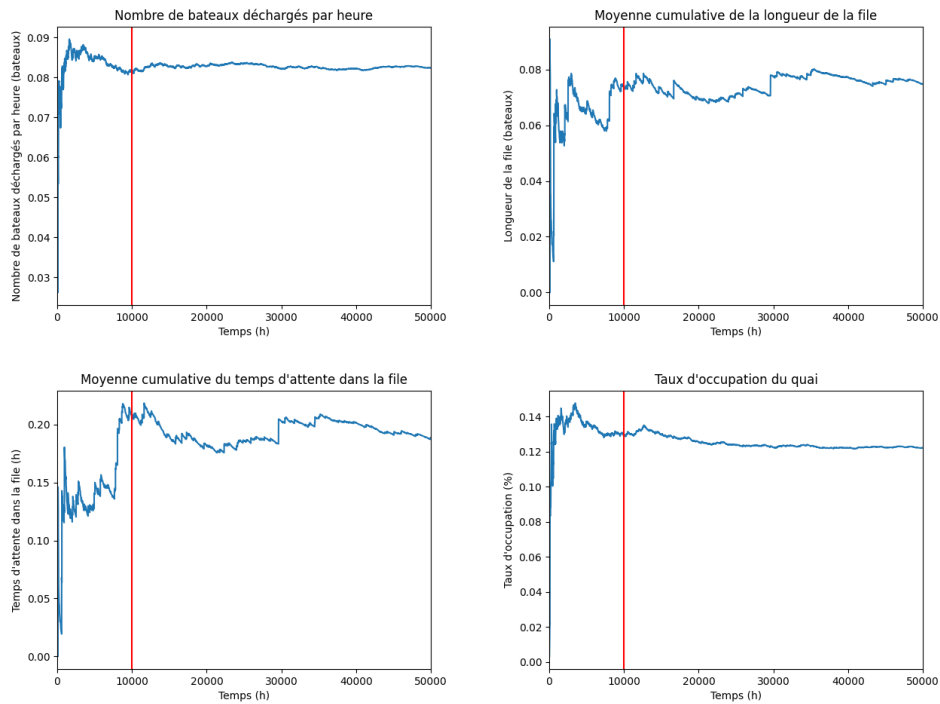 Nombre de bateaux déchargés par heure
Nombre de bateaux déchargés par heure (bateaux)
0.09
0.08
0.07
0.06
0.05
0.04
0.03
0 10000 20000 30000 40000 50000
Temps (h)
Moyenne cumulative de la longueur de la file
Longueur de la file (bateaux)
0.08
0.06
0.04
0.02
0.00
0 10000 20000 30000 40000 50000
Temps (h)
Moyenne cumulative du temps d'attente dans la file
Temps d'attente dans la file (h)
0.20
0.15
0.10
0.05
0.00
0 10000 20000 30000 40000 50000
Temps (h)
Taux d'occupation du quai
Taux d'occupation (%)
0.14
0.12
0.10
0.08
0.06
0.04
0.02
0.00
0 10000 20000 30000 40000 50000
Temps (h)